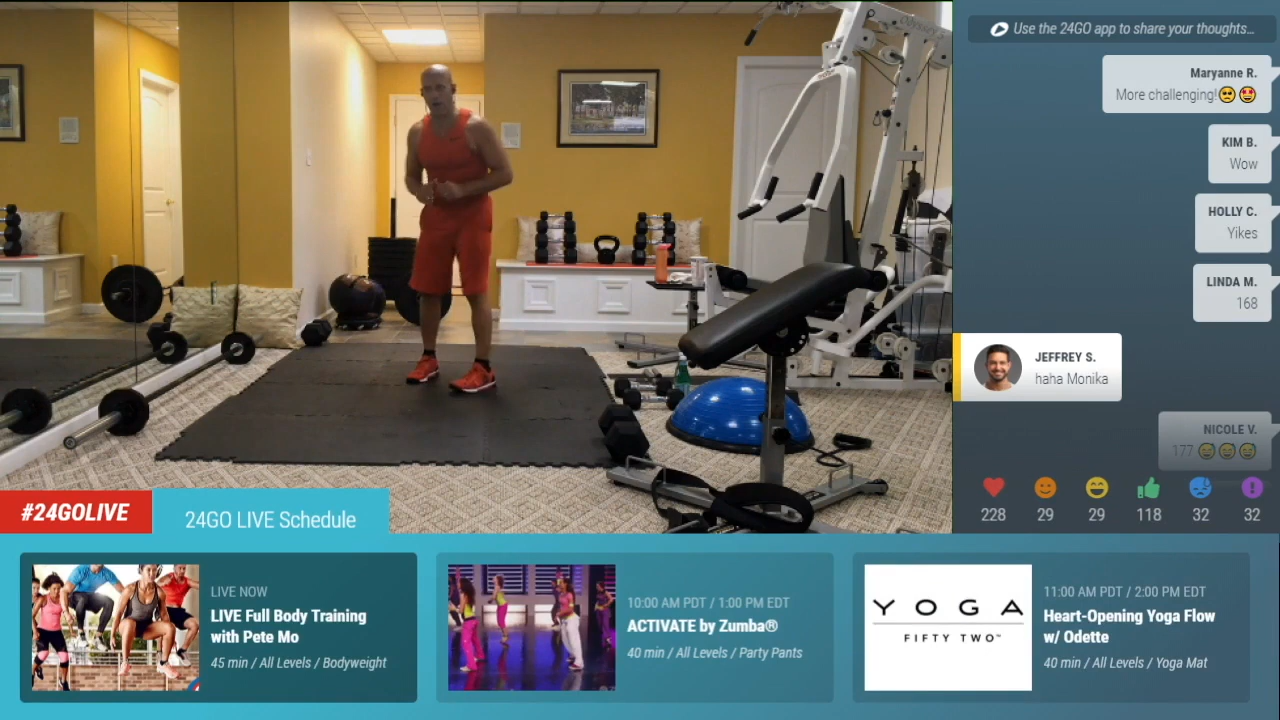 Use the 24GO app to share your thoughts...
Maryanne R.
More challenging!🥺🤩
KIM B.
Wow
HOLLY C.
Yikes
LINDA M.
168
JEFFREY S.
haha Monika
NICOLE V.
177 😅😅😅
228 29 29 118 32 32
#24GOLIVE
24GO LIVE Schedule
LIVE NOW
LIVE Full Body Training
with Pete Mo
45 min / All Levels / Bodyweight
10:00 AM PDT / 1:00 PM EDT
ACTIVATE by Zumba®
40 min / All Levels / Party Pants
YOGA
FIFTY TWO™
11:00 AM PDT / 2:00 PM EDT
Heart-Opening Yoga Flow
w/ Odette
40 min / All Levels / Yoga Mat